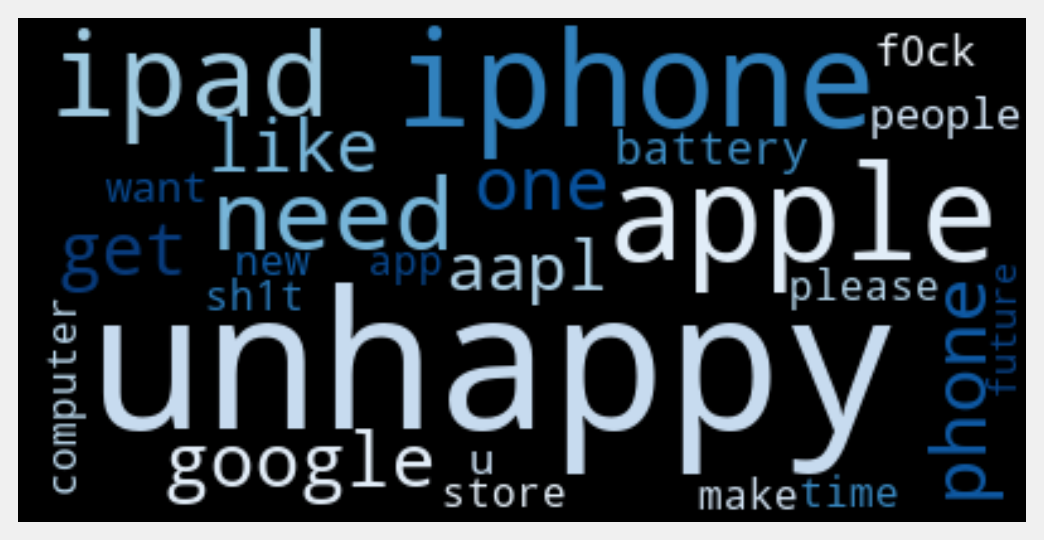 ipad
iphone
f0ck
people
like
battery
want
need
one
apple
get
new
app
aapl
please
sh1t
unhappy
computer
phone
future
google
u
store
make
time